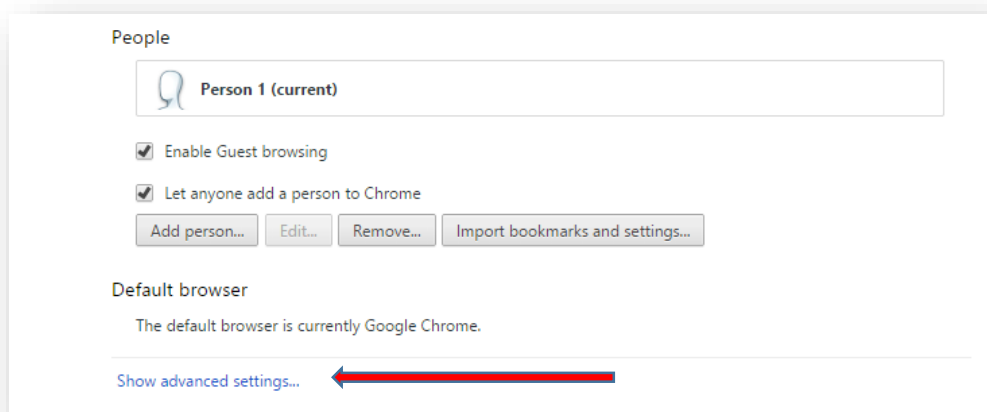 People
Person 1 (current)
Enable Guest browsing
Let anyone add a person to Chrome
Add person... Edit... Remove... Import bookmarks and settings...
Default browser
The default browser is currently Google Chrome.
Show advanced settings...